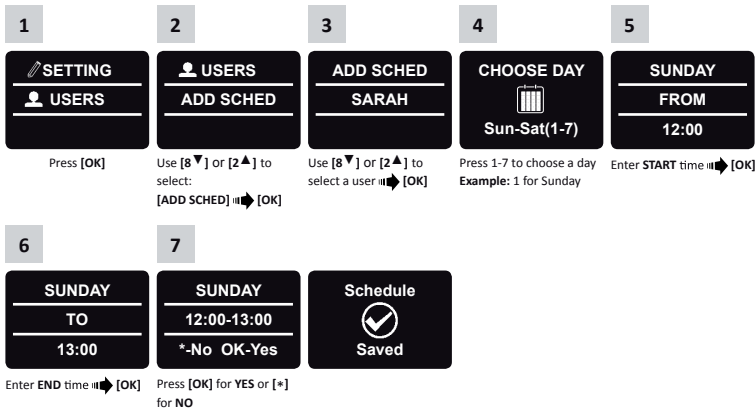 1
SETTING
USERS
Press [OK]
2
USERS
ADD SCHED
Use [8▼] or [2▲] to
select:
[ADD SCHED] [OK]
3
ADD SCHED
SARAH
Use [8▼] or [2▲] to
select a user [OK]
4
CHOOSE DAY
Sun-Sat(1-7)
Press 1-7 to choose a day
Example: 1 for Sunday
5
SUNDAY
FROM
12:00
Enter START time [OK]
6
SUNDAY
TO
13:00
Enter END time [OK]
7
SUNDAY
12:00-13:00
*-No OK-Yes
Press [OK] for YES or [*]
for NO
Schedule
Saved